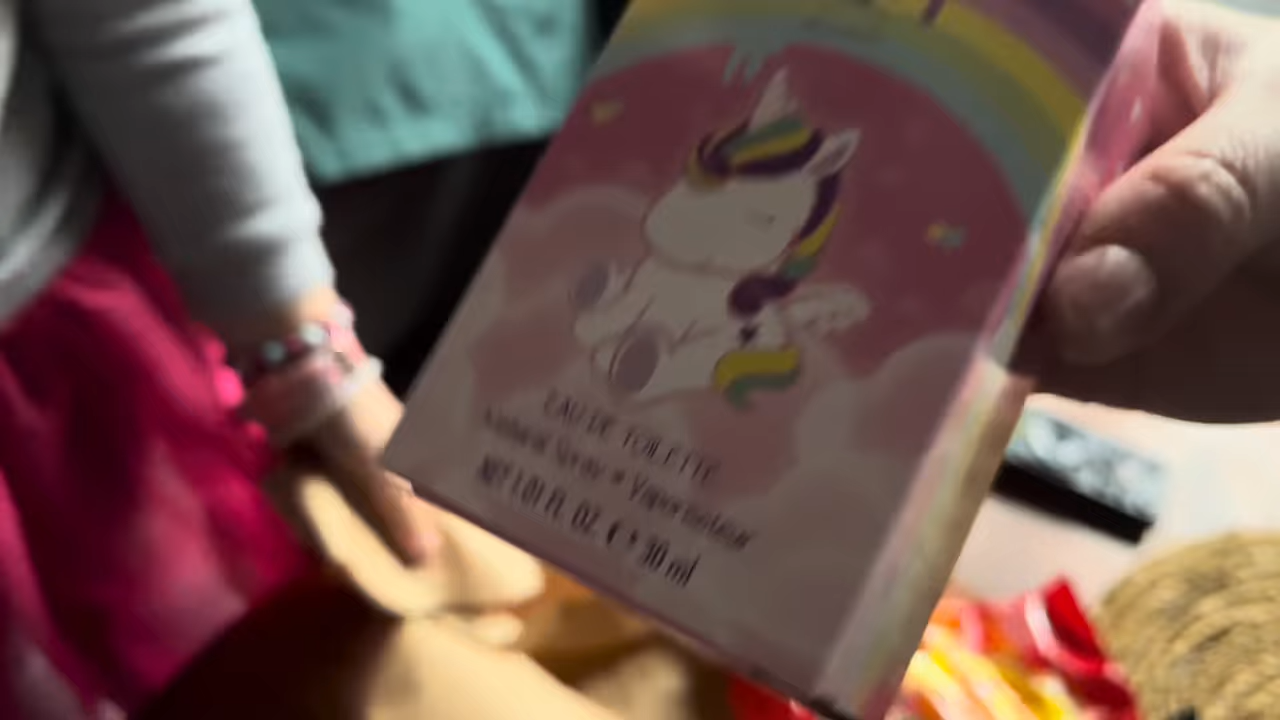 EAU DE TOILETTE
Natural Spray • Vaporisateur
NET 1.01 FL. OZ. e • 30 ml